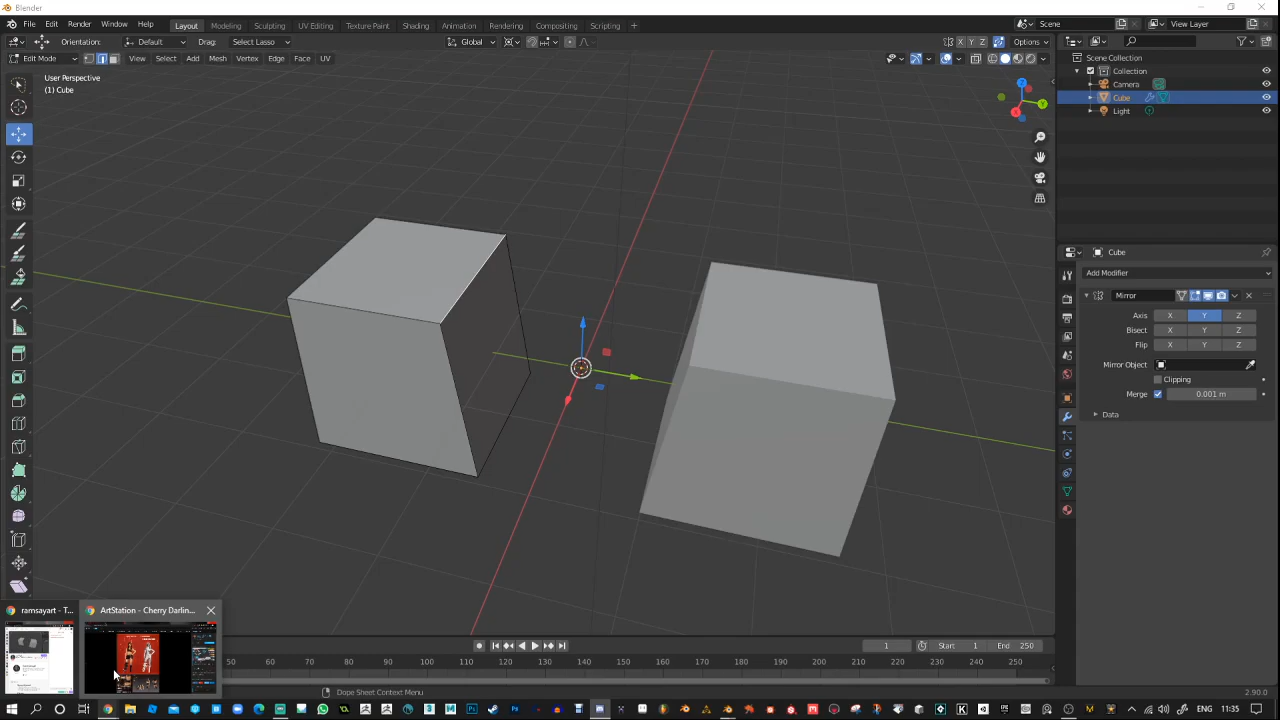 Blender
File Edit Render Window Help Layout Modeling Sculpting UV Editing Texture Paint Shading Animation Rendering Compositing Scripting + Scene View Layer
Orientation: Default Drag: Select Lasso Global X Y Z Options
Edit Mode View Select Add Mesh Vertex Edge Face UV
User Perspective
(1) Cube
Z
Y
X
Scene Collection
Collection
Camera
Cube
Light
Cube
Add Modifier
Mirror
Axis X Y Z
Bisect X Y Z
Flip X Y Z
Mirror Object
Clipping
Merge 0.001 m
Data
ramsayart - T...
ArtStation - Cherry Darlin...
1 Start 1 End 250
50 60 70 80 90 100 110 120 130 140 150 160 170 180 190 200 210 220 230 240 250
Dope Sheet Context Menu
2.90.0
ENG 11:35